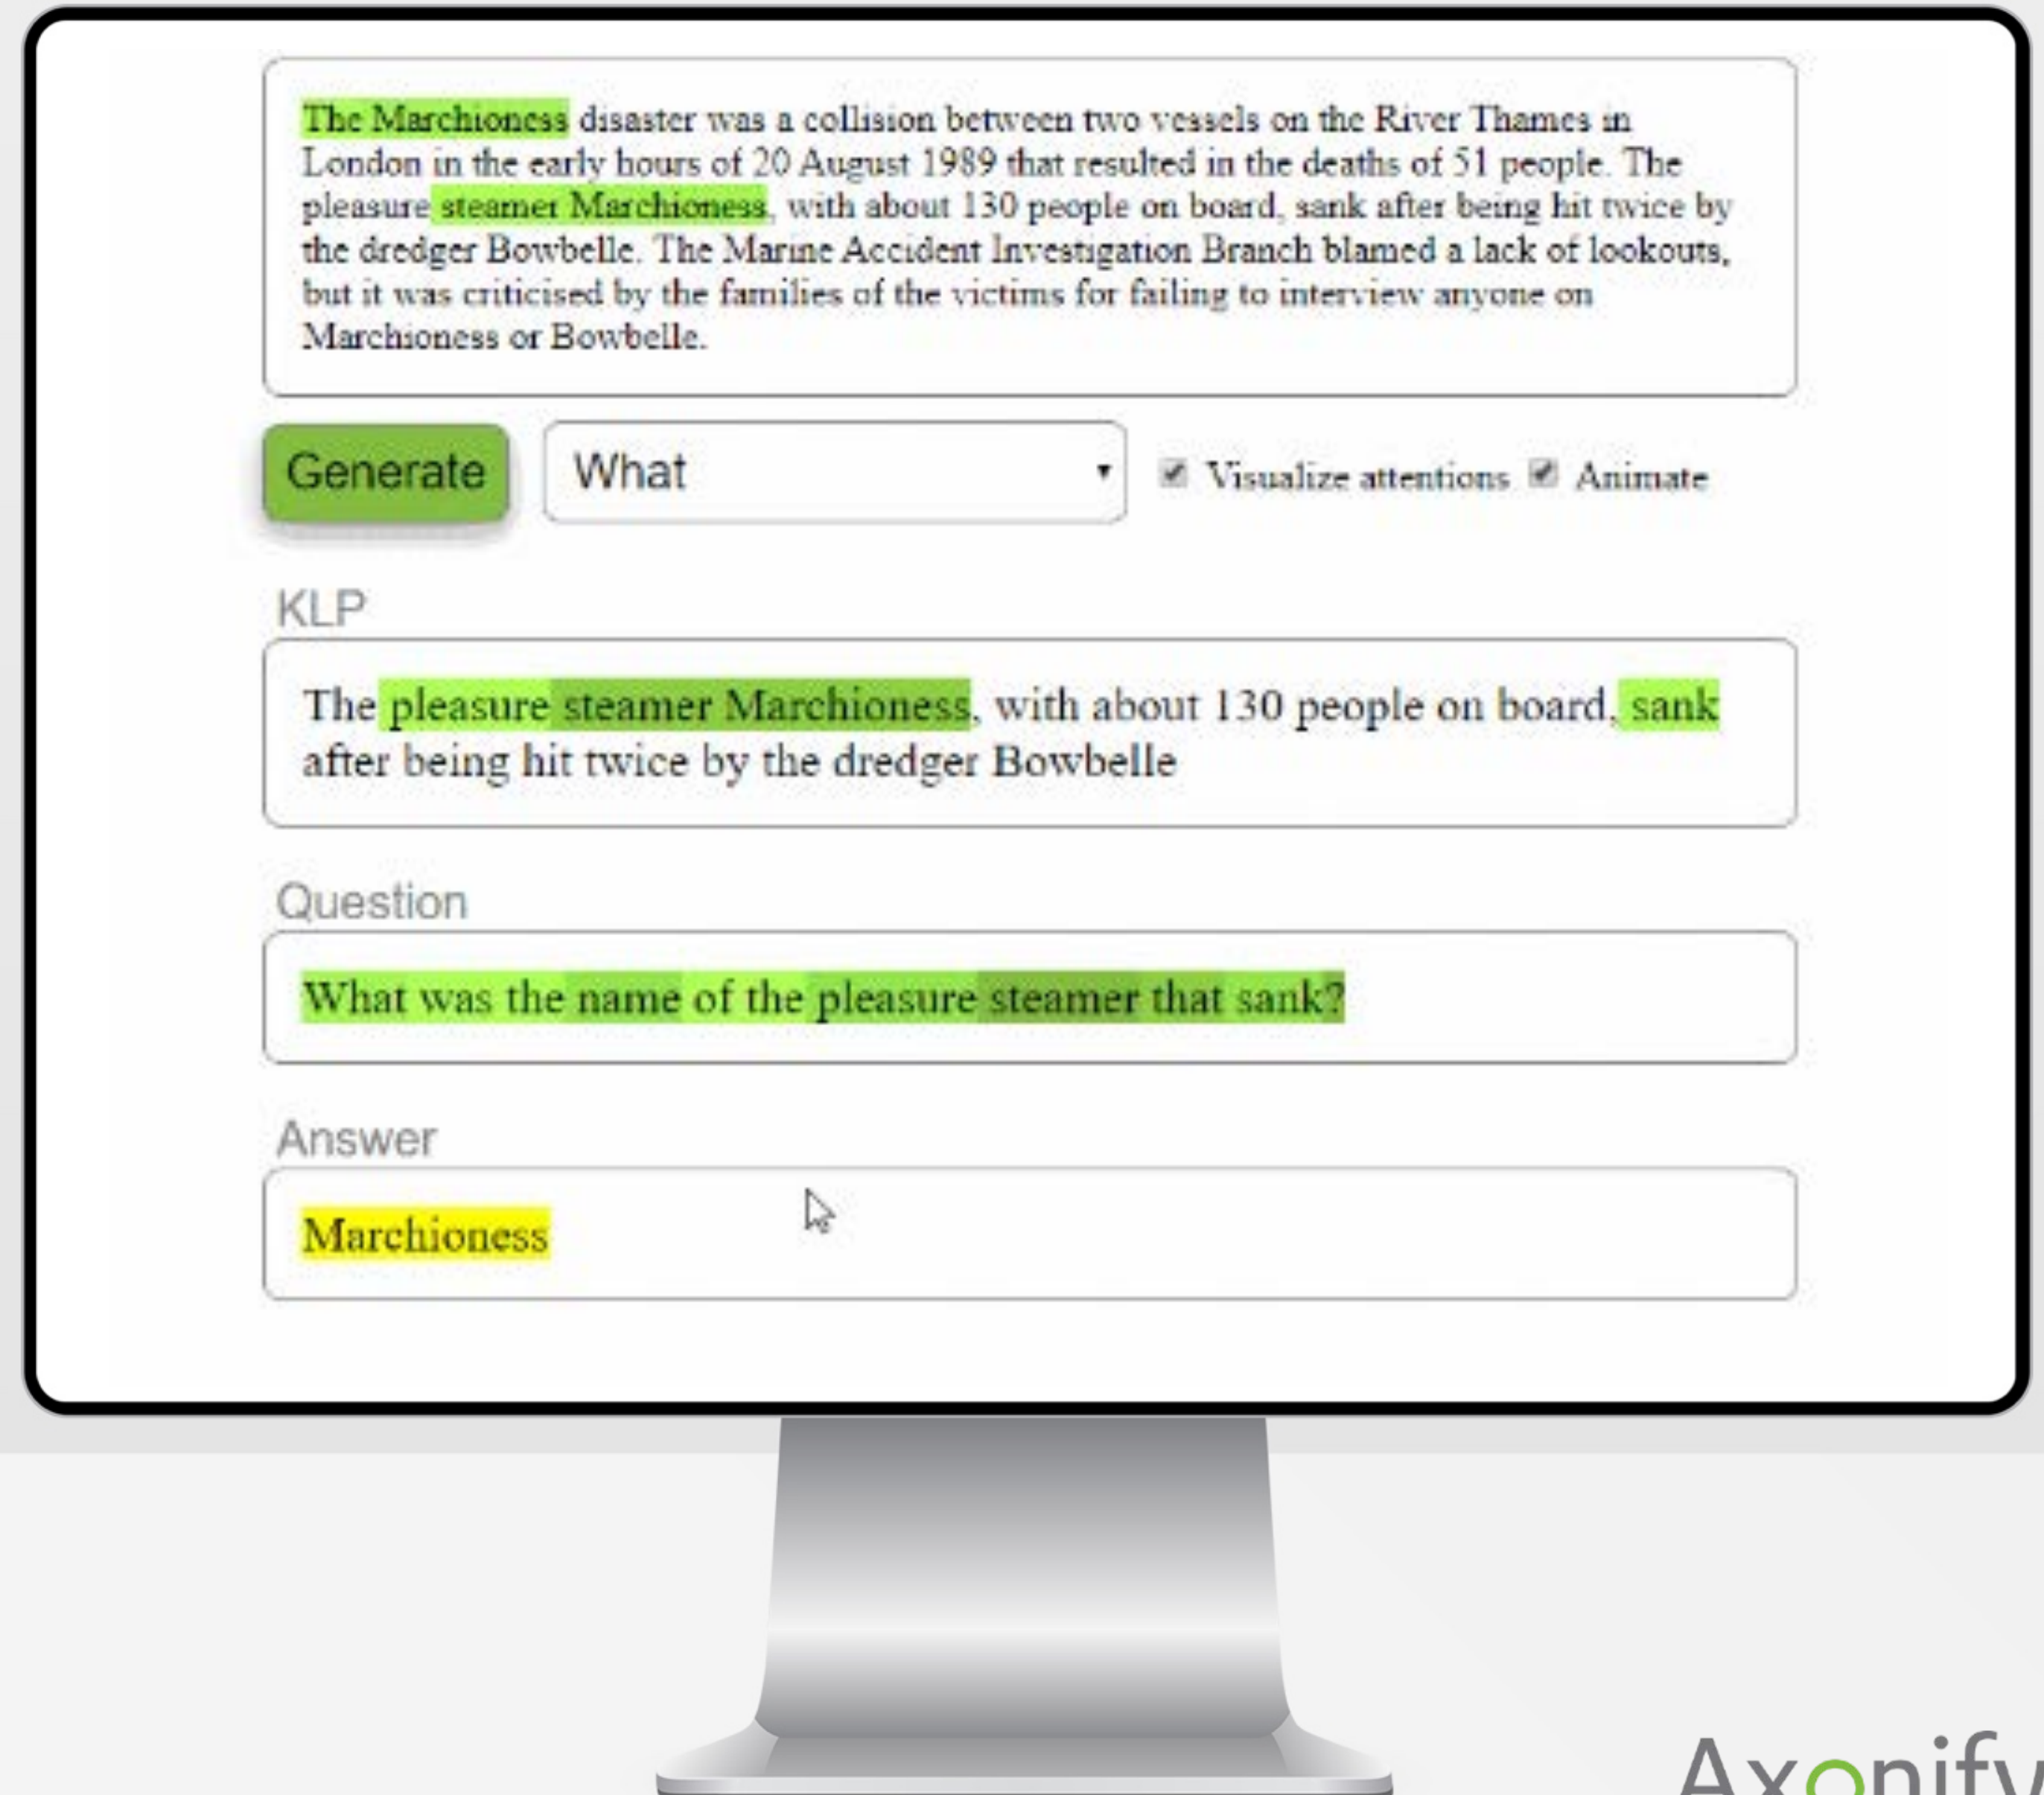 The Marchioness disaster was a collision between two vessels on the River Thames in
London in the early hours of 20 August 1989 that resulted in the deaths of 51 people. The
pleasure steamer Marchioness, with about 130 people on board, sank after being hit twice by
the dredger Bowbelle. The Marine Accident Investigation Branch blamed a lack of lookouts,
but it was criticised by the families of the victims for failing to interview anyone on
Marchioness or Bowbelle.
Generate What Visualize attentions Animate
KLP
The pleasure steamer Marchioness, with about 130 people on board, sank
after being hit twice by the dredger Bowbelle
Question
What was the name of the pleasure steamer that sank?
Answer
Marchioness
Axonify